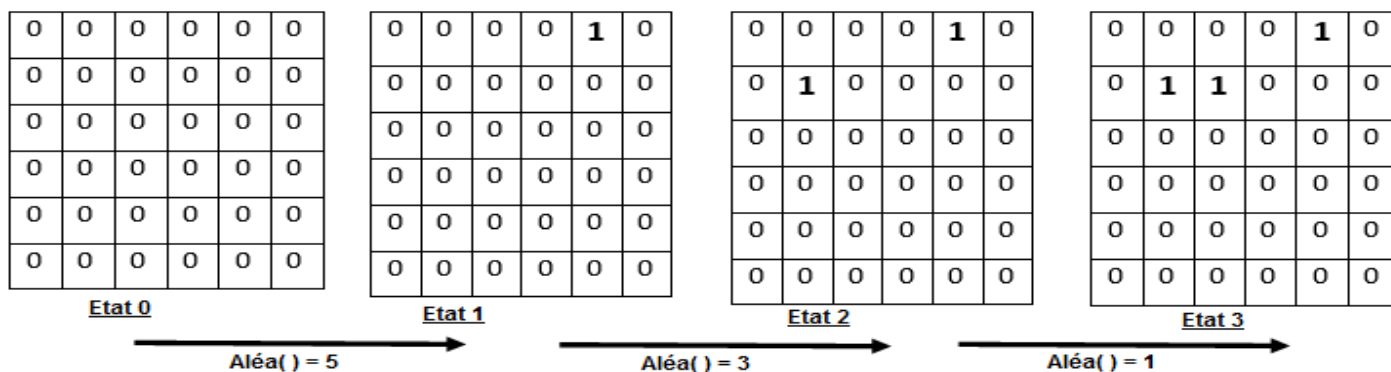 0 0 0 0 0 0 0 0 0 0 1 0 0 0 0 0 1 0 0 0 0 0 1 0
0 0 0 0 0 0 0 0 0 0 0 0 0 1 0 0 0 0 0 1 1 0 0 0
0 0 0 0 0 0 0 0 0 0 0 0 0 0 0 0 0 0 0 0 0 0 0 0
0 0 0 0 0 0 0 0 0 0 0 0 0 0 0 0 0 0 0 0 0 0 0 0
0 0 0 0 0 0 0 0 0 0 0 0 0 0 0 0 0 0 0 0 0 0 0 0
0 0 0 0 0 0 0 0 0 0 0 0 0 0 0 0 0 0 0 0 0 0 0 0
Etat 0 Etat 1 Etat 2 Etat 3
Aléa( ) = 5 Aléa( ) = 3 Aléa( ) = 1